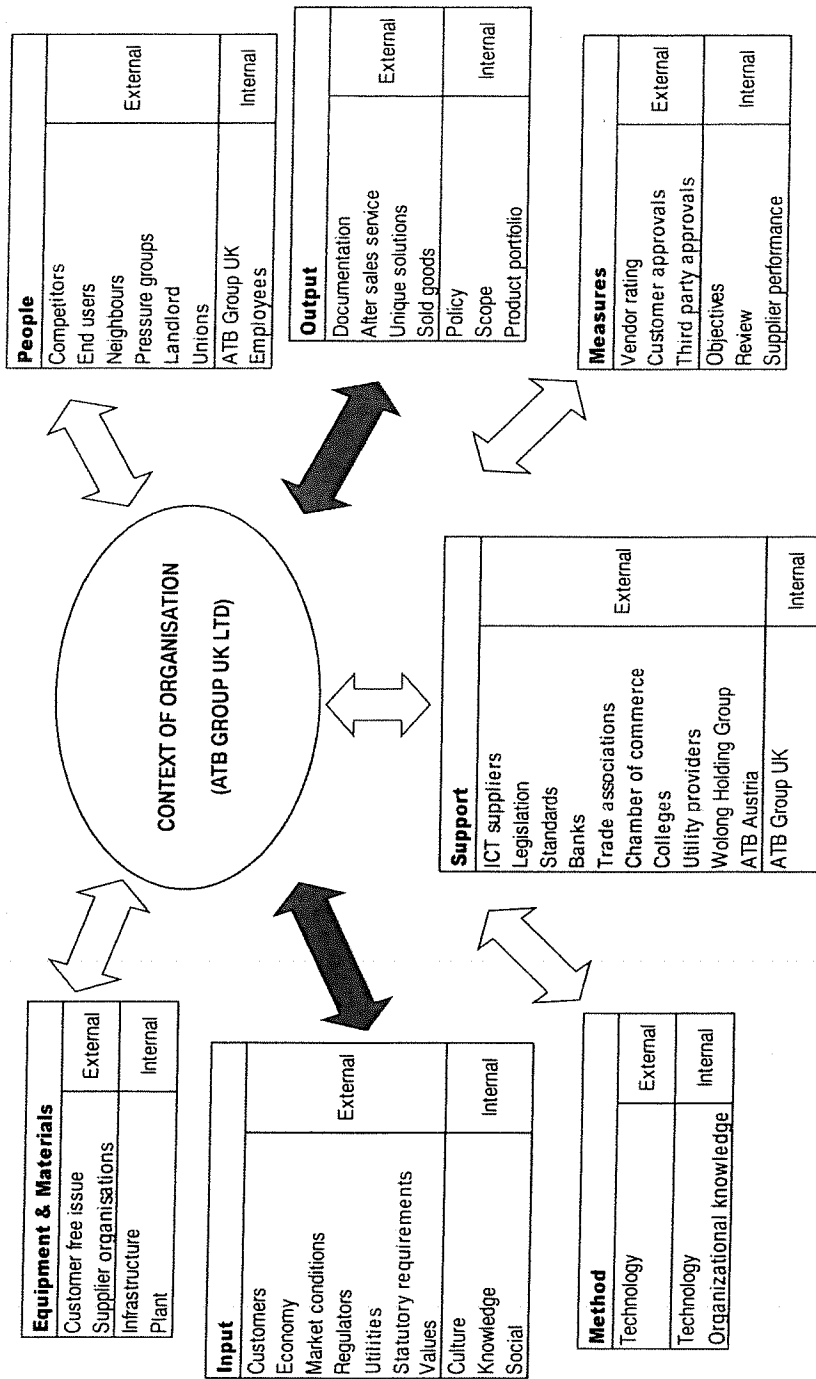 CONTEXT OF ORGANISATION
(ATB GROUP UK LTD)
Equipment & Materials
Customer free issue
Supplier organisations
External
Infrastructure
Plant
Internal
People
Competitors
End users
Neighbours
Pressure groups
Landlord
Unions
External
ATB Group UK
Employees
Internal
Input
Customers
Economy
Market conditions
Regulators
Utilities
Statutory requirements
Values
External
Culture
Knowledge
Social
Internal
Output
Documentation
After sales service
Unique solutions
Sold goods
External
Policy
Scope
Product portfolio
Internal
Method
Technology
External
Technology
Organizational knowledge
Internal
Support
ICT suppliers
Legislation
Standards
Banks
Trade associations
Chamber of commerce
Colleges
Utility providers
Wolong Holding Group
ATB Austria
External
ATB Group UK
Internal
Measures
Vendor rating
Customer approvals
Third party approvals
External
Objectives
Review
Supplier performance
Internal